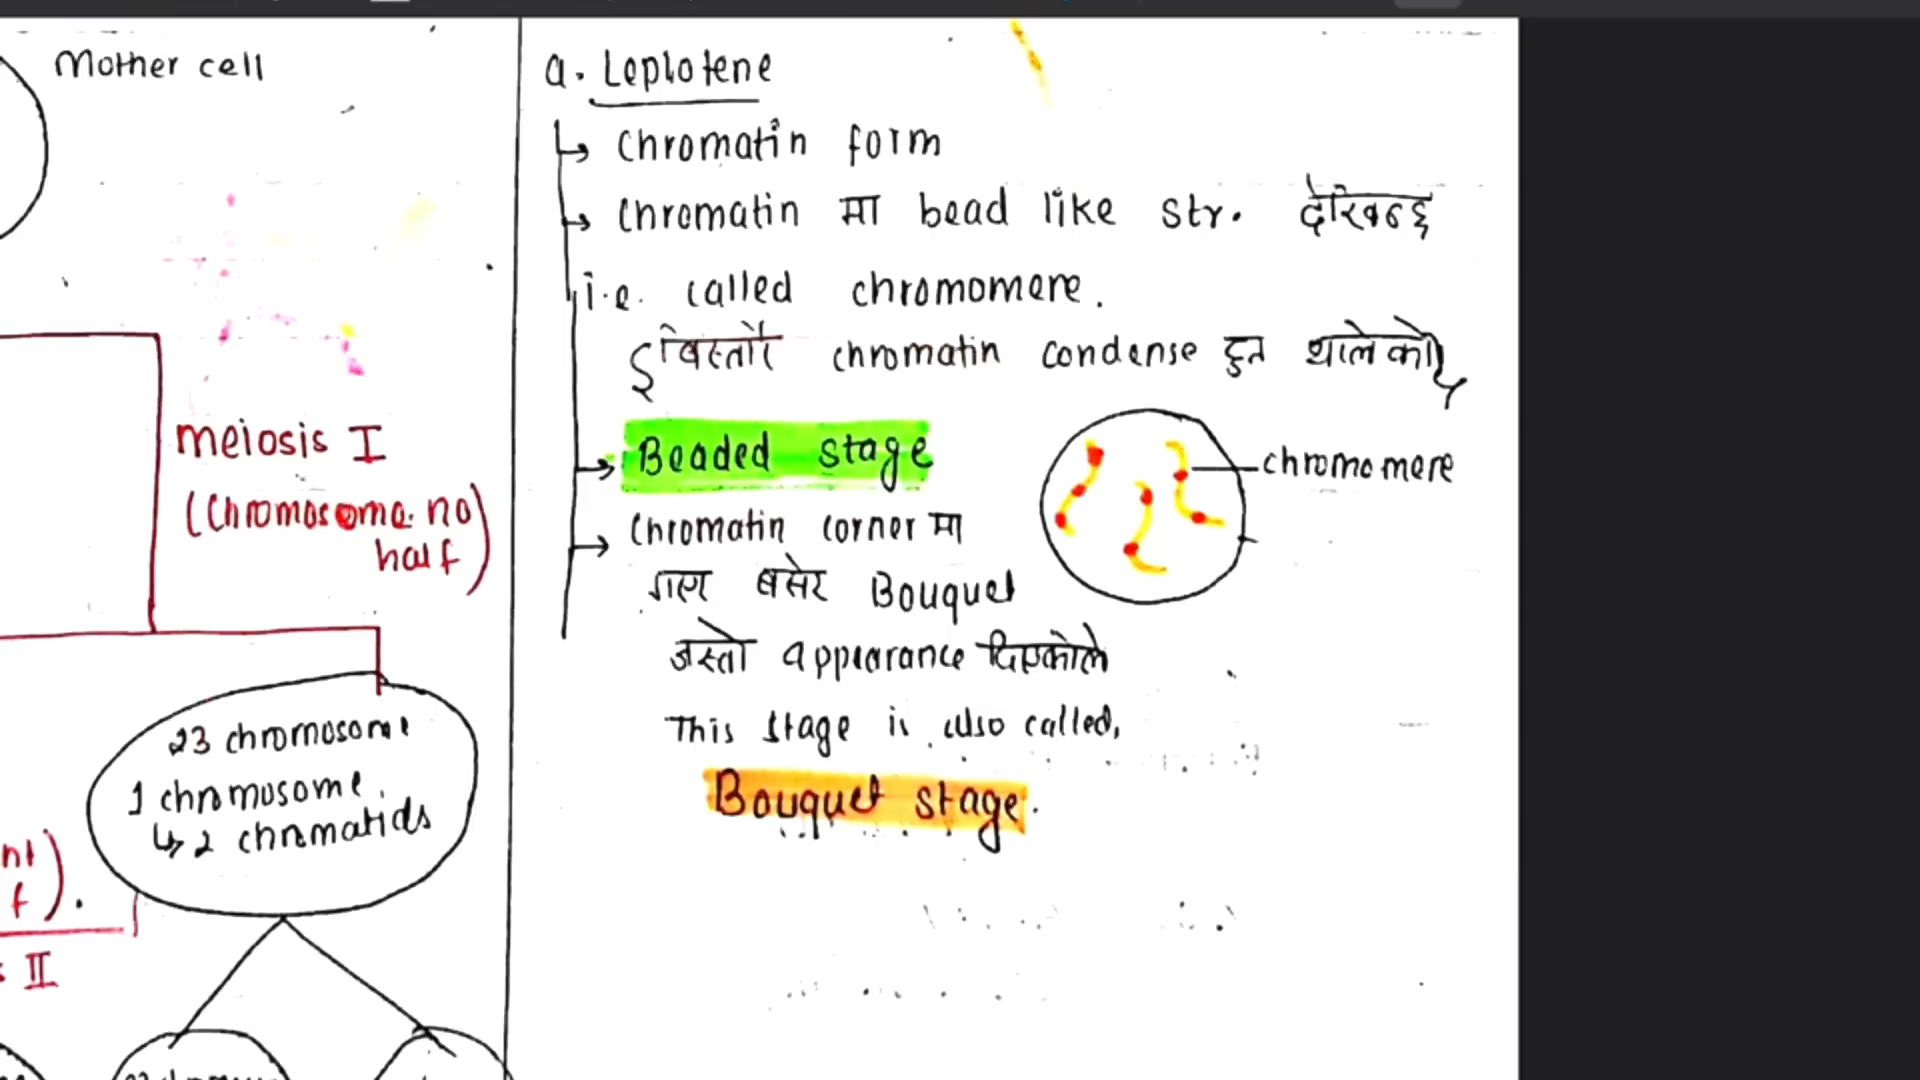 Mother cell
meiosis I
(Chromosome no
half)
23 chromosome
1 chromosome
↳ 2 chromatids
II
a. Leplotene
→ Chromatin form
→ Chromatin मा bead like str. देखिन्छ
i.e. called chromomere.
बिस्तारै chromatin condense हुन थालेको
→ Beaded stage
chromomere
→ Chromatin corner मा
गएर बसेर Bouquet
जस्तो appearance दिएकोले
This stage is also called,
Bouquet stage.